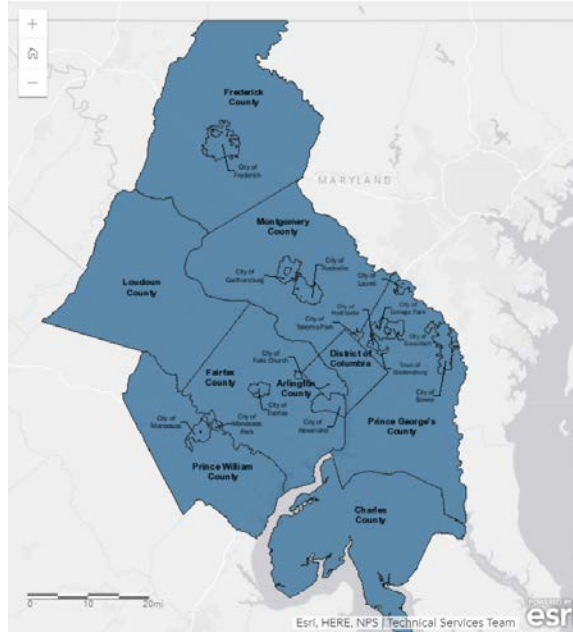 +
−
Frederick
County
City of
Frederick
MARYLAND
Montgomery
County
City of
Rockville
City of
Gaithersburg
City of
Laurel
Loudoun
County
City of
College Park
City of
Takoma Park
City of
Greenbelt
City of
Falls Church
District of
Columbia
Town of
Bladensburg
Fairfax
County
Arlington
County
City of
Bowie
City of
Fairfax
City of
Alexandria
City of
Manassas
City of
Manassas
Park
Prince George's
County
Prince William
County
Charles
County
0 10 20mi
POWERED BY
esri
Esri, HERE, NPS | Technical Services Team